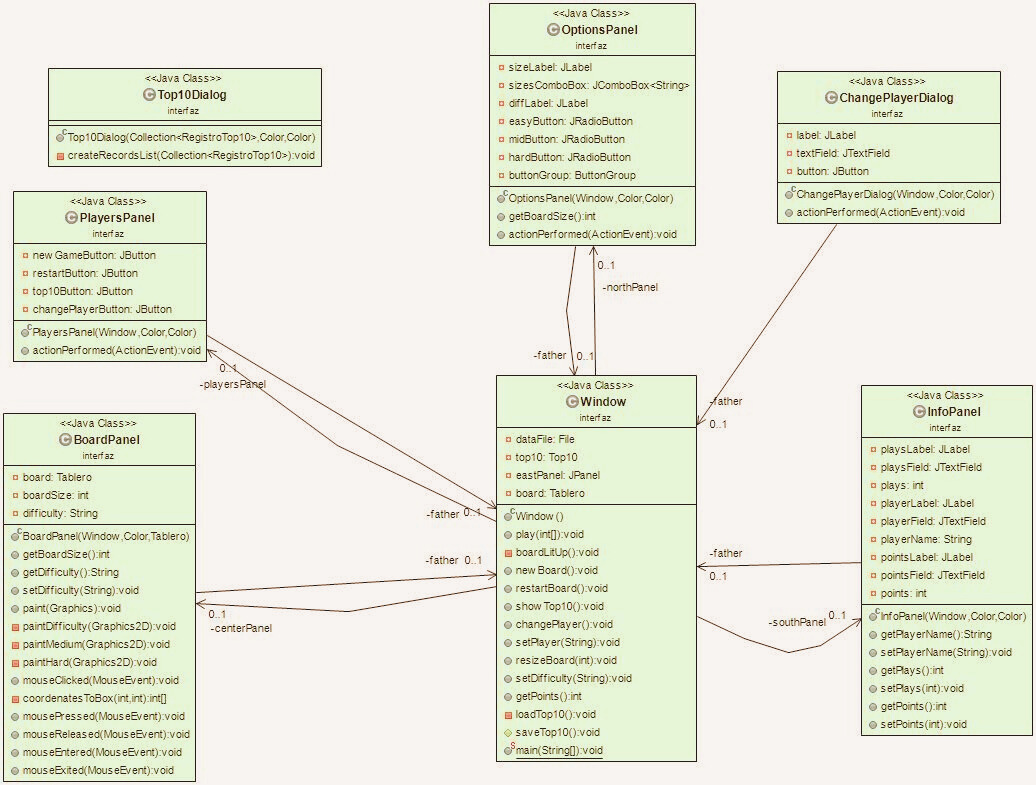 <<Java Class>>
OptionsPanel
interfaz
sizeLabel: JLabel
sizesComboBox: JComboBox<String>
diffLabel: JLabel
easyButton: JRadioButton
midButton: JRadioButton
hardButton: JRadioButton
buttonGroup: ButtonGroup
OptionsPanel(Window,Color,Color)
getBoardSize():int
actionPerformed(ActionEvent):void
<<Java Class>>
Top10Dialog
interfaz
Top10Dialog(Collection<RegistroTop10>,Color,Color)
createRecordsList(Collection<RegistroTop10>):void
<<Java Class>>
ChangePlayerDialog
interfaz
label: JLabel
textField: JTextField
button: JButton
ChangePlayerDialog(Window,Color,Color)
actionPerformed(ActionEvent):void
<<Java Class>>
PlayersPanel
interfaz
newGameButton: JButton
restartButton: JButton
top10Button: JButton
changePlayerButton: JButton
PlayersPanel(Window,Color,Color)
actionPerformed(ActionEvent):void
0..1
-northPanel
-father 0..1
0..1
-playersPanel
-father
0..1
<<Java Class>>
Window
interfaz
dataFile: File
top10: Top10
eastPanel: JPanel
board: Tablero
Window()
play(int[]):void
boardLitUp():void
newBoard():void
restartBoard():void
showTop10():void
changePlayer():void
setPlayer(String):void
resizeBoard(int):void
setDifficulty(String):void
getPoints():int
loadTop10():void
saveTop10():void
main(String[]):void
<<Java Class>>
InfoPanel
interfaz
playsLabel: JLabel
playsField: JTextField
plays: int
playerLabel: JLabel
playerField: JTextField
playerName: String
pointsLabel: JLabel
pointsField: JTextField
points: int
InfoPanel(Window,Color,Color)
getPlayerName():String
setPlayerName(String):void
getPlays():int
setPlays(int):void
getPoints():int
setPoints(int):void
<<Java Class>>
BoardPanel
interfaz
board: Tablero
boardSize: int
difficulty: String
BoardPanel(Window,Color,Tablero)
getBoardSize():int
getDifficulty():String
setDifficulty(String):void
paint(Graphics):void
paintDifficulty(Graphics2D):void
paintMedium(Graphics2D):void
paintHard(Graphics2D):void
mouseClicked(MouseEvent):void
coordenatesToBox(int,int):int[]
mousePressed(MouseEvent):void
mouseReleased(MouseEvent):void
mouseEntered(MouseEvent):void
mouseExited(MouseEvent):void
-father 0..1
-father 0..1
0..1
-centerPanel
-father
0..1
-southPanel 0..1